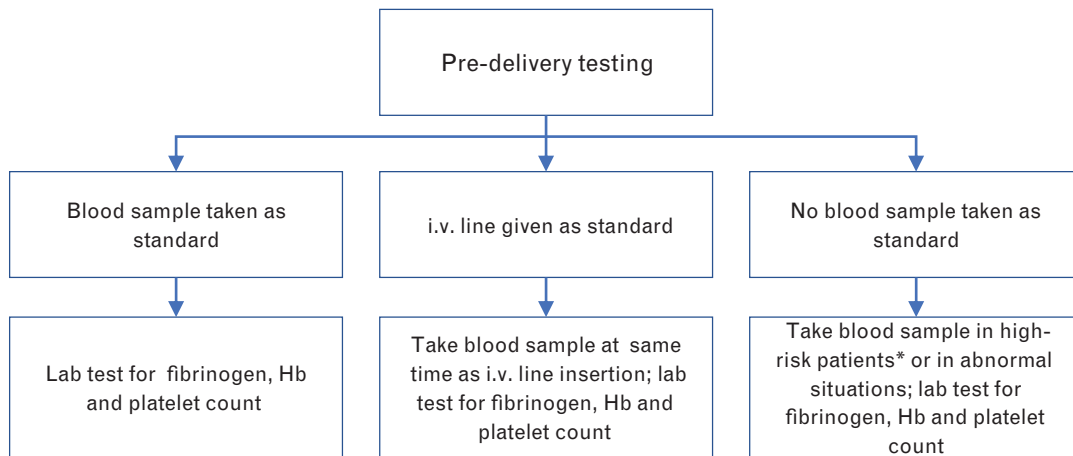 Pre-delivery testing
Blood sample taken as
standard
i.v. line given as standard
No blood sample taken as
standard
Lab test for fibrinogen, Hb
and platelet count
Take blood sample at same
time as i.v. line insertion; lab
test for fibrinogen, Hb and
platelet count
Take blood sample in high-
risk patients* or in abnormal
situations; lab test for
fibrinogen, Hb and platelet
count